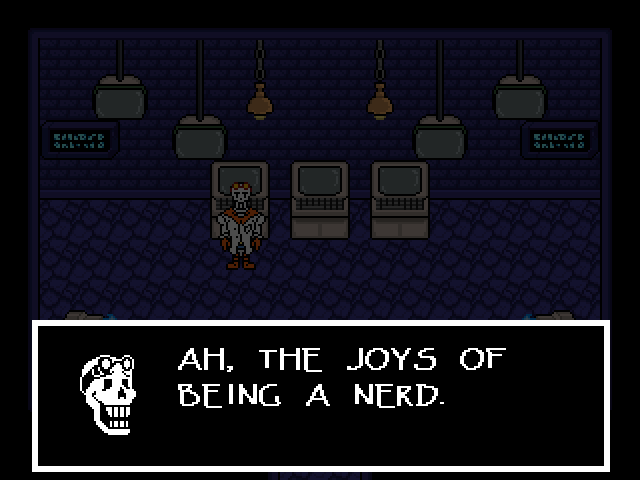 AH, THE JOYS OF
BEING A NERD.